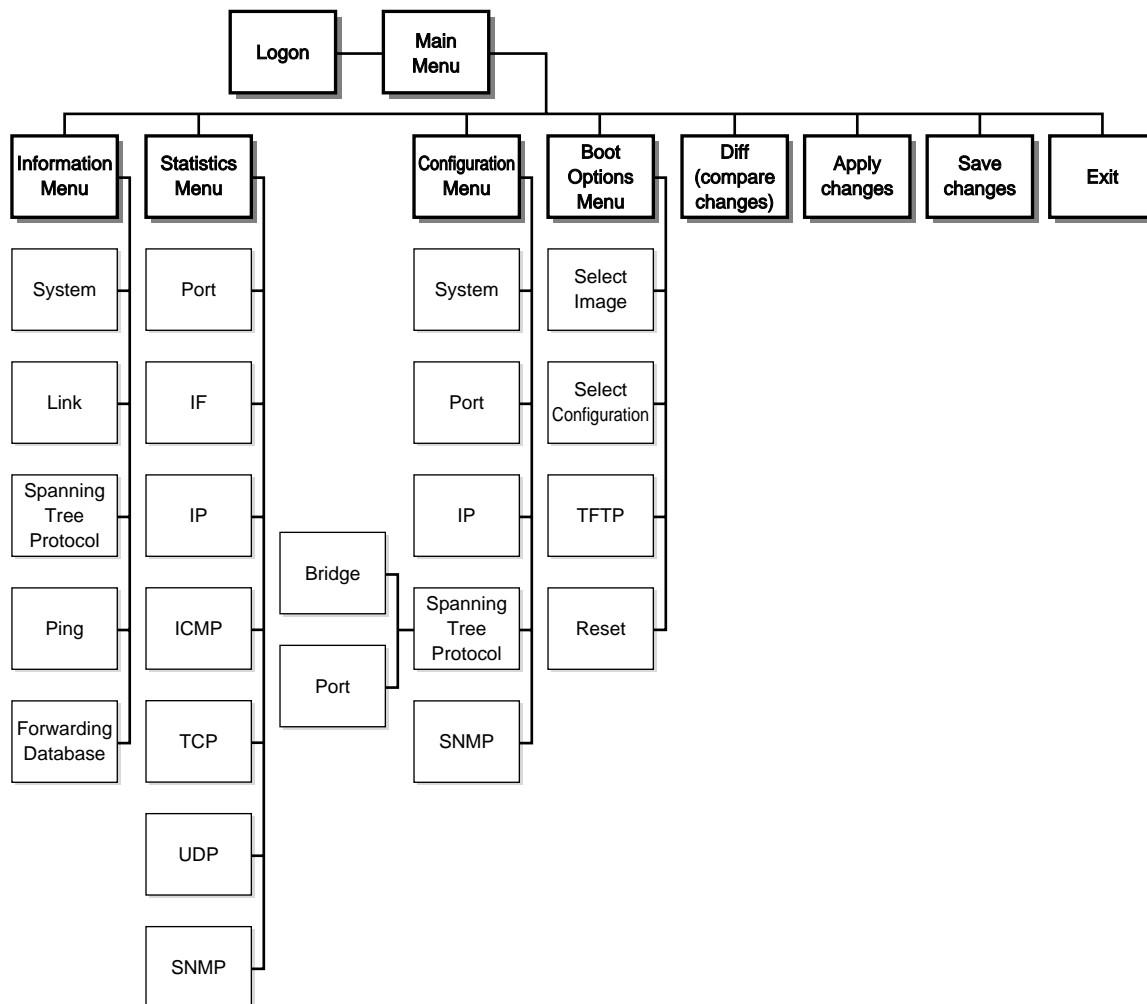 Logon
Main
Menu
Information
Menu
Statistics
Menu
Configuration
Menu
Boot
Options
Menu
Diff
(compare
changes)
Apply
changes
Save
changes
Exit
System
Link
Spanning
Tree
Protocol
Ping
Forwarding
Database
Port
IF
IP
ICMP
TCP
UDP
SNMP
Bridge
Port
System
Port
IP
Spanning
Tree
Protocol
SNMP
Select
Image
Select
Configuration
TFTP
Reset